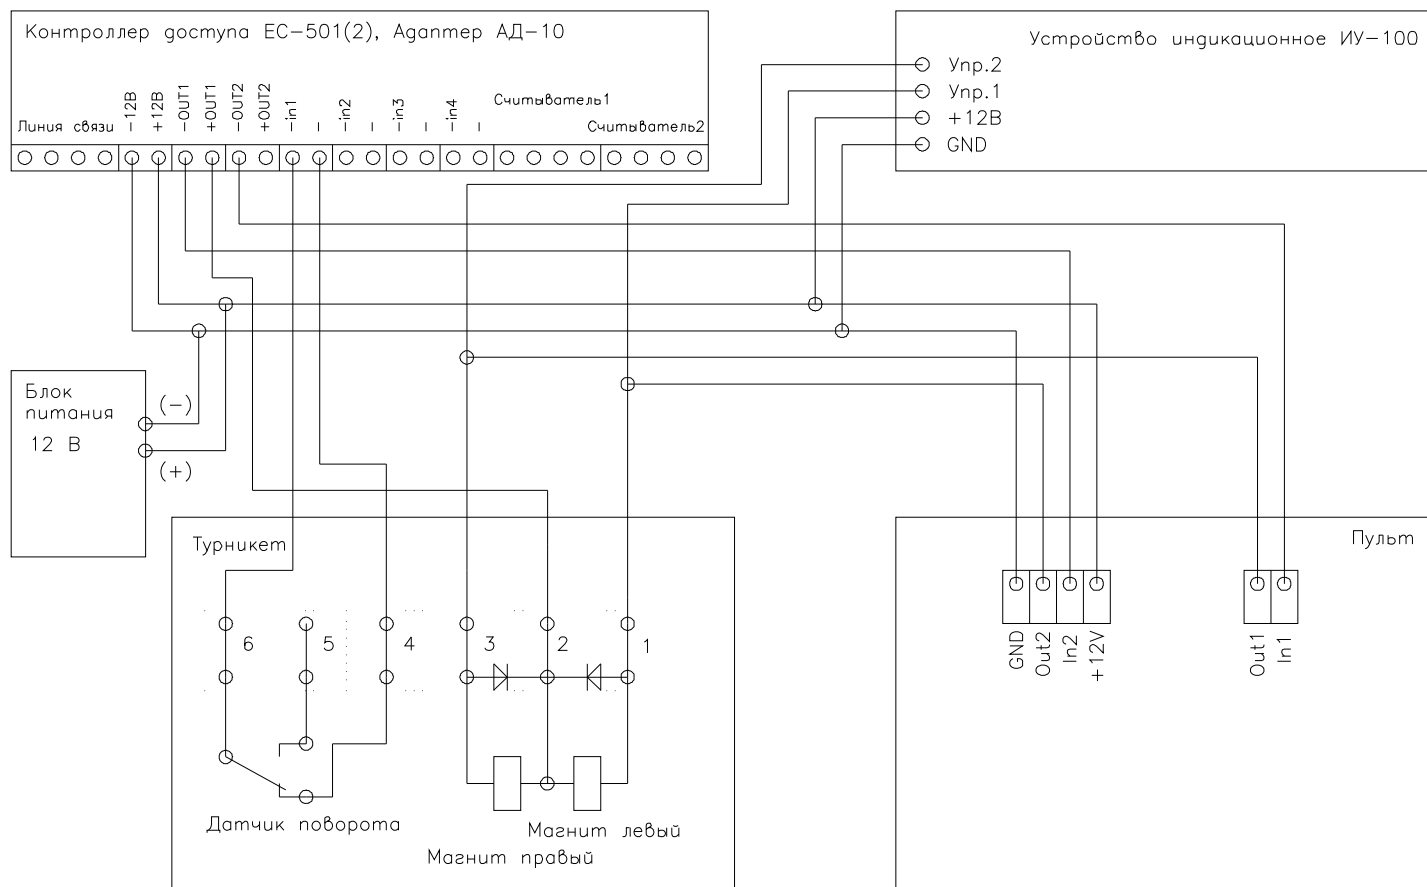 Контроллер доступа ЕС-501(2), Адаптер АД-10
Линия связи
-12В
+12В
-OUT1
+OUT1
-OUT2
+OUT2
-in1
-
-in2
-
-in3
-
-in4
-
Считыватель1
Считыватель2
Устройство индикационное ИУ-100
Упр.2
Упр.1
+12В
GND
Блок
питания
12 В
(-)
(+)
Турникет
6
5
4
3
2
1
Датчик поворота
Магнит левый
Магнит правый
Пульт
GND
Out2
In2
+12V
Out1
In1